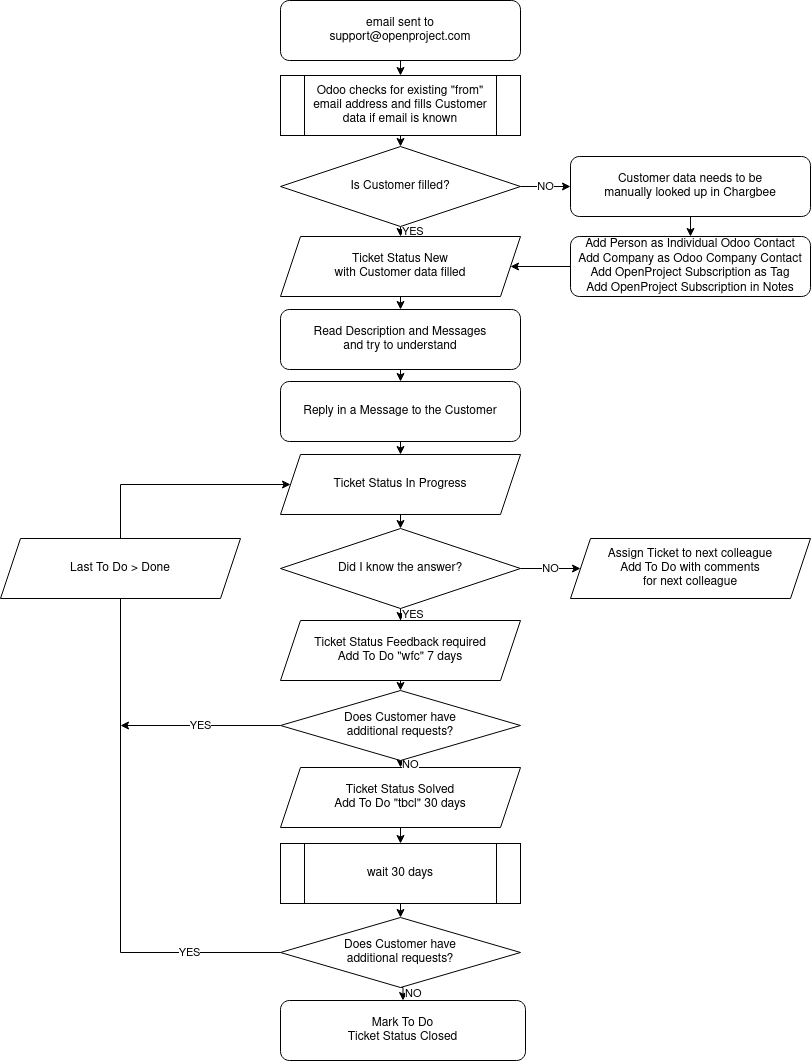 email sent to
support@openproject.com
Odoo checks for existing "from"
email address and fills Customer
data if email is known
Is Customer filled?
NO
Customer data needs to be
manually looked up in Chargbee
YES
Ticket Status New
with Customer data filled
Add Person as Individual Odoo Contact
Add Company as Odoo Company Contact
Add OpenProject Subscription as Tag
Add OpenProject Subscription in Notes
Read Description and Messages
and try to understand
Reply in a Message to the Customer
Ticket Status In Progress
Last To Do > Done
Did I know the answer?
NO
Assign Ticket to next colleague
Add To Do with comments
for next colleague
YES
Ticket Status Feedback required
Add To Do "wfc" 7 days
Does Customer have
additional requests?
YES
NO
Ticket Status Solved
Add To Do "tbcl" 30 days
wait 30 days
Does Customer have
additional requests?
YES
NO
Mark To Do
Ticket Status Closed